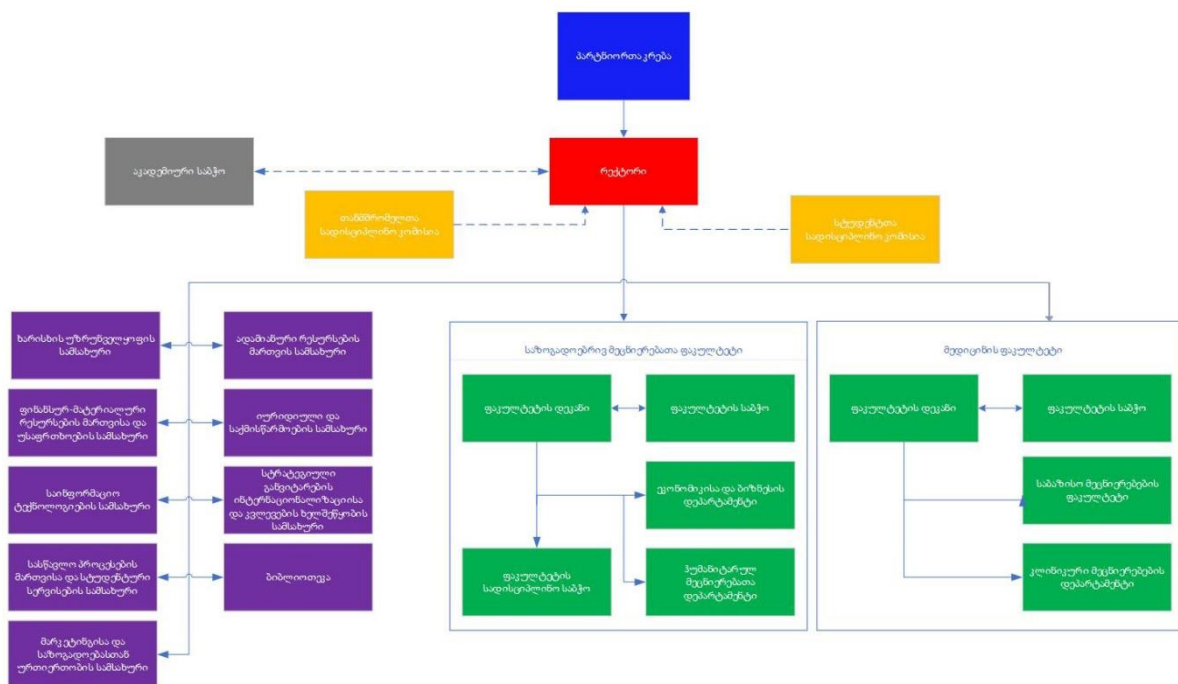 პარტნიორთა კრება
აკადემიური საბჭო
რექტორი
თანმშრომელთა
სადისციპლინო კომისია
სტუდენტთა
სადისციპლინო კომისია
ხარისხის უზრუნველყოფის
სამსახური
ადამიანური რესურსების
მართვის სამსახური
ფინანსურ-მატერიალური
რესურსების მართვისა და
უსაფრთხოების სამსახური
იურიდიული და
საქმისწარმოების სამსახური
საინფორმაციო
ტექნოლოგიების სამსახური
სტრატეგიული
განვიტარების
ინტერნაციონალიზაციისა
და კვლევების ხელშეწყობის
სამსახური
სასწავლო პროცესების
მართვისა და სტუდენტური
სერვისების სამსახური
ბიბლიოთეკა
მარკეტინგისა და
საზოგადოებასთან
ურთიერთობის სამსახური
საზოგადოებრივ მეცნიერებათა ფაკულტეტი
ფაკულტეტის დეკანი
ფაკულტეტის საბჭო
ეკონომიკისა და ბიზნესის
დეპარტამენტი
ფაკულტეტის
სადისციპლინო საბჭო
ჰუმანიტარულ
მეცნიერებათა
დეპარტამენტი
მედიცინის ფაკულტეტი
ფაკულტეტის დეკანი
ფაკულტეტის საბჭო
საბაზისო მეცნიერებების
ფაკულტეტი
კლინიკური მეცნიერებების
დეპარტამენტი